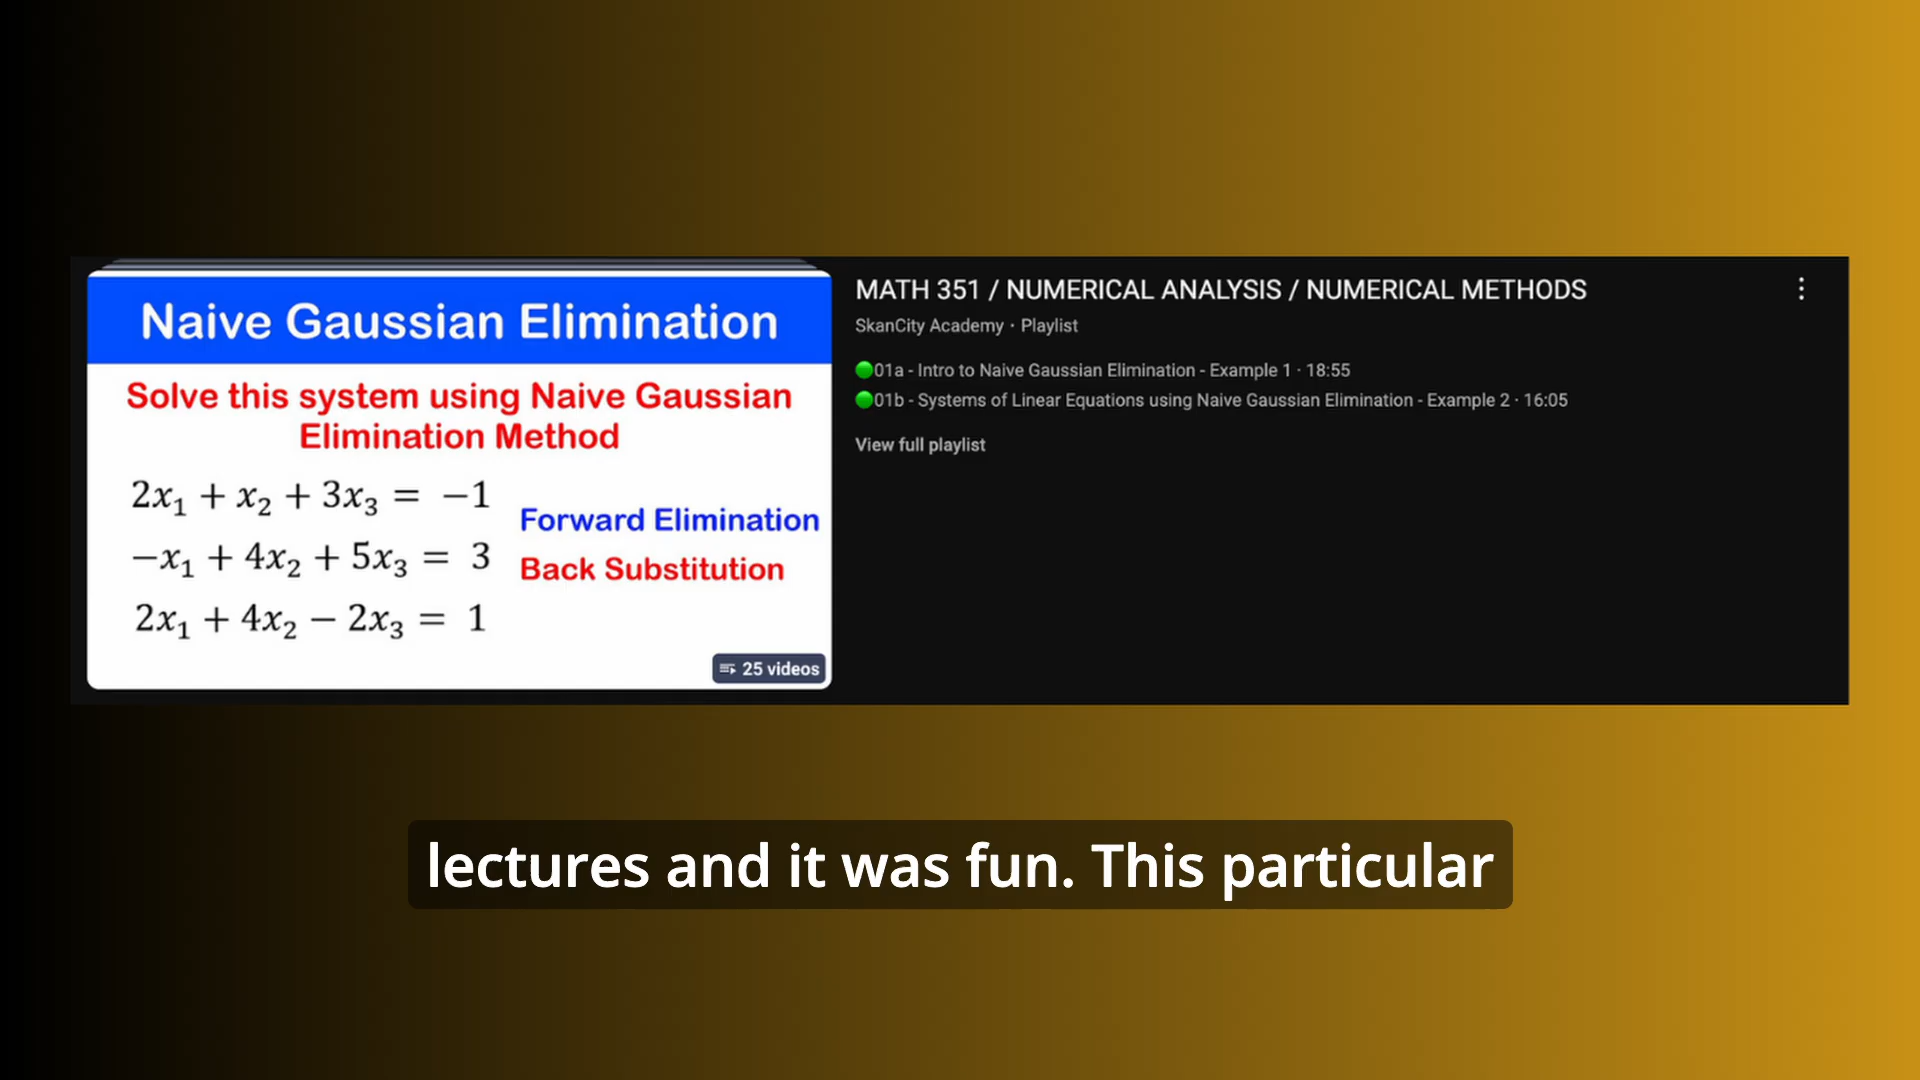 Naive Gaussian Elimination
Solve this system using Naive Gaussian
Elimination Method
2x₁ + x₂ + 3x₃ = −1
−x₁ + 4x₂ + 5x₃ = 3
2x₁ + 4x₂ − 2x₃ = 1
Forward Elimination
Back Substitution
25 videos
MATH 351 / NUMERICAL ANALYSIS / NUMERICAL METHODS
SkanCity Academy · Playlist
01a - Intro to Naive Gaussian Elimination - Example 1 · 18:55
01b - Systems of Linear Equations using Naive Gaussian Elimination - Example 2 · 16:05
View full playlist
lectures and it was fun. This particular